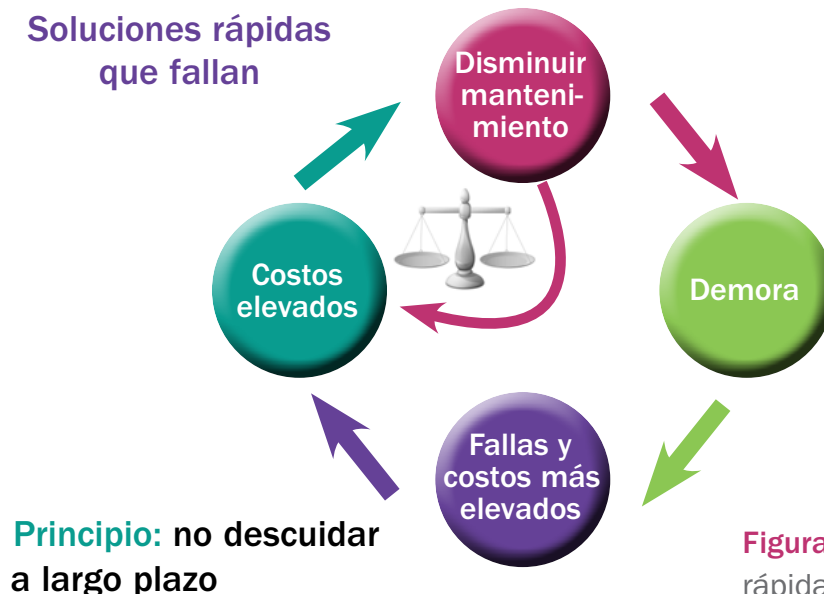 Soluciones rápidas
que fallan
Disminuir
manteni-
miento
Costos
elevados
Demora
Fallas y
costos más
elevados
Principio: no descuidar
a largo plazo
Figura
rápida